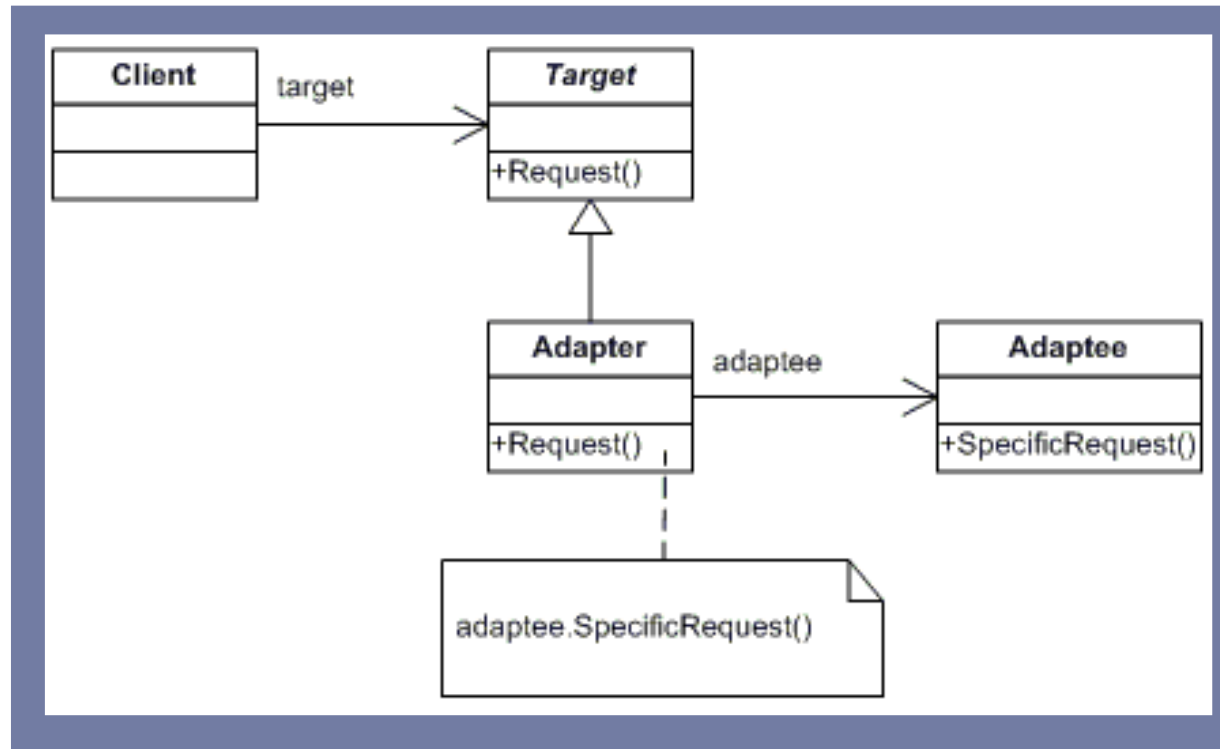 Client
target
Target
+Request()
Adapter
adaptee
Adaptee
+Request()
+SpecificRequest()
adaptee.SpecificRequest()